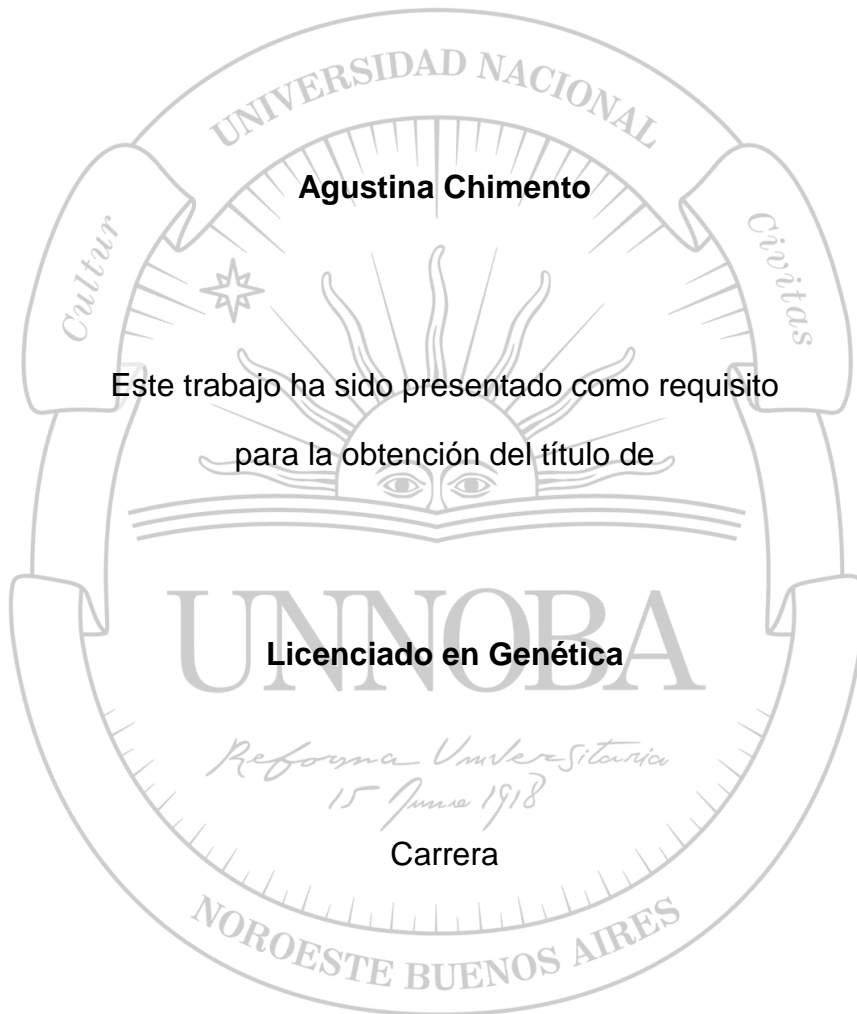 UNIVERSIDAD NACIONAL
Agustina Chimento
Cultur
Civitas
Este trabajo ha sido presentado como requisito
para la obtención del título de
UNNOBA
Licenciado en Genética
Reforma Universitaria
15 Junio 1918
Carrera
NOROESTE BUENOS AIRES